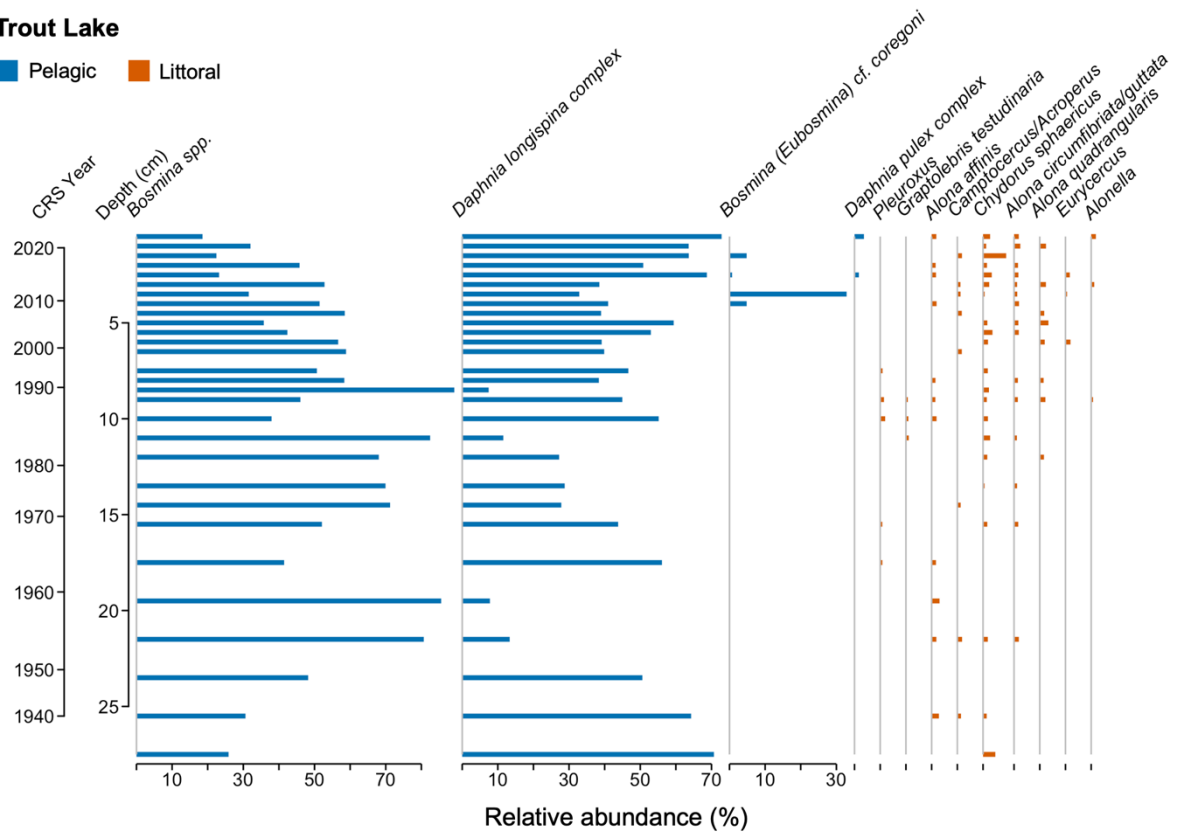 Trout Lake
Pelagic Littoral
CRS Year
Depth (cm)
Bosmina spp.
Daphnia longispina complex
Bosmina (Eubosmina) cf. coregoni
Daphnia pulex complex
Pleuroxus
Graptolebris testudinaria
Alona affinis
Camptocercus/Acroperus
Chydorus sphaericus
Alona circumfibriata/guttata
Alona quadrangularis
Eurycercus
Alonella
2020
2010
2000
1990
1980
1970
1960
1950
1940
5
10
15
20
25
10 30 50 70 10 30 50 70 10 30
Relative abundance (%)